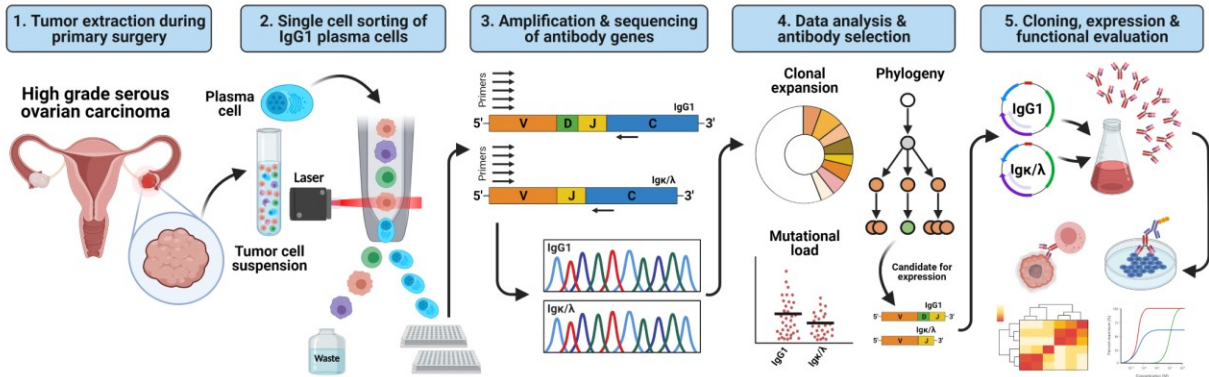 1. Tumor extraction during
primary surgery
High grade serous
ovarian carcinoma
2. Single cell sorting of
IgG1 plasma cells
Plasma
cell
Laser
Tumor cell
suspension
Waste
3. Amplification & sequencing
of antibody genes
Primers
IgG1
5'
V
D
J
C
3'
Primers
Igκ/λ
5'
V
J
C
3'
IgG1
Igκ/λ
4. Data analysis &
antibody selection
Clonal
expansion
Phylogeny
Mutational
load
IgG1
Igκ/λ
Candidate for
expression
IgG1
5'
V
D
J
3'
Igκ/λ
5'
V
J
3'
5. Cloning, expression &
functional evaluation
IgG1
Igκ/λ